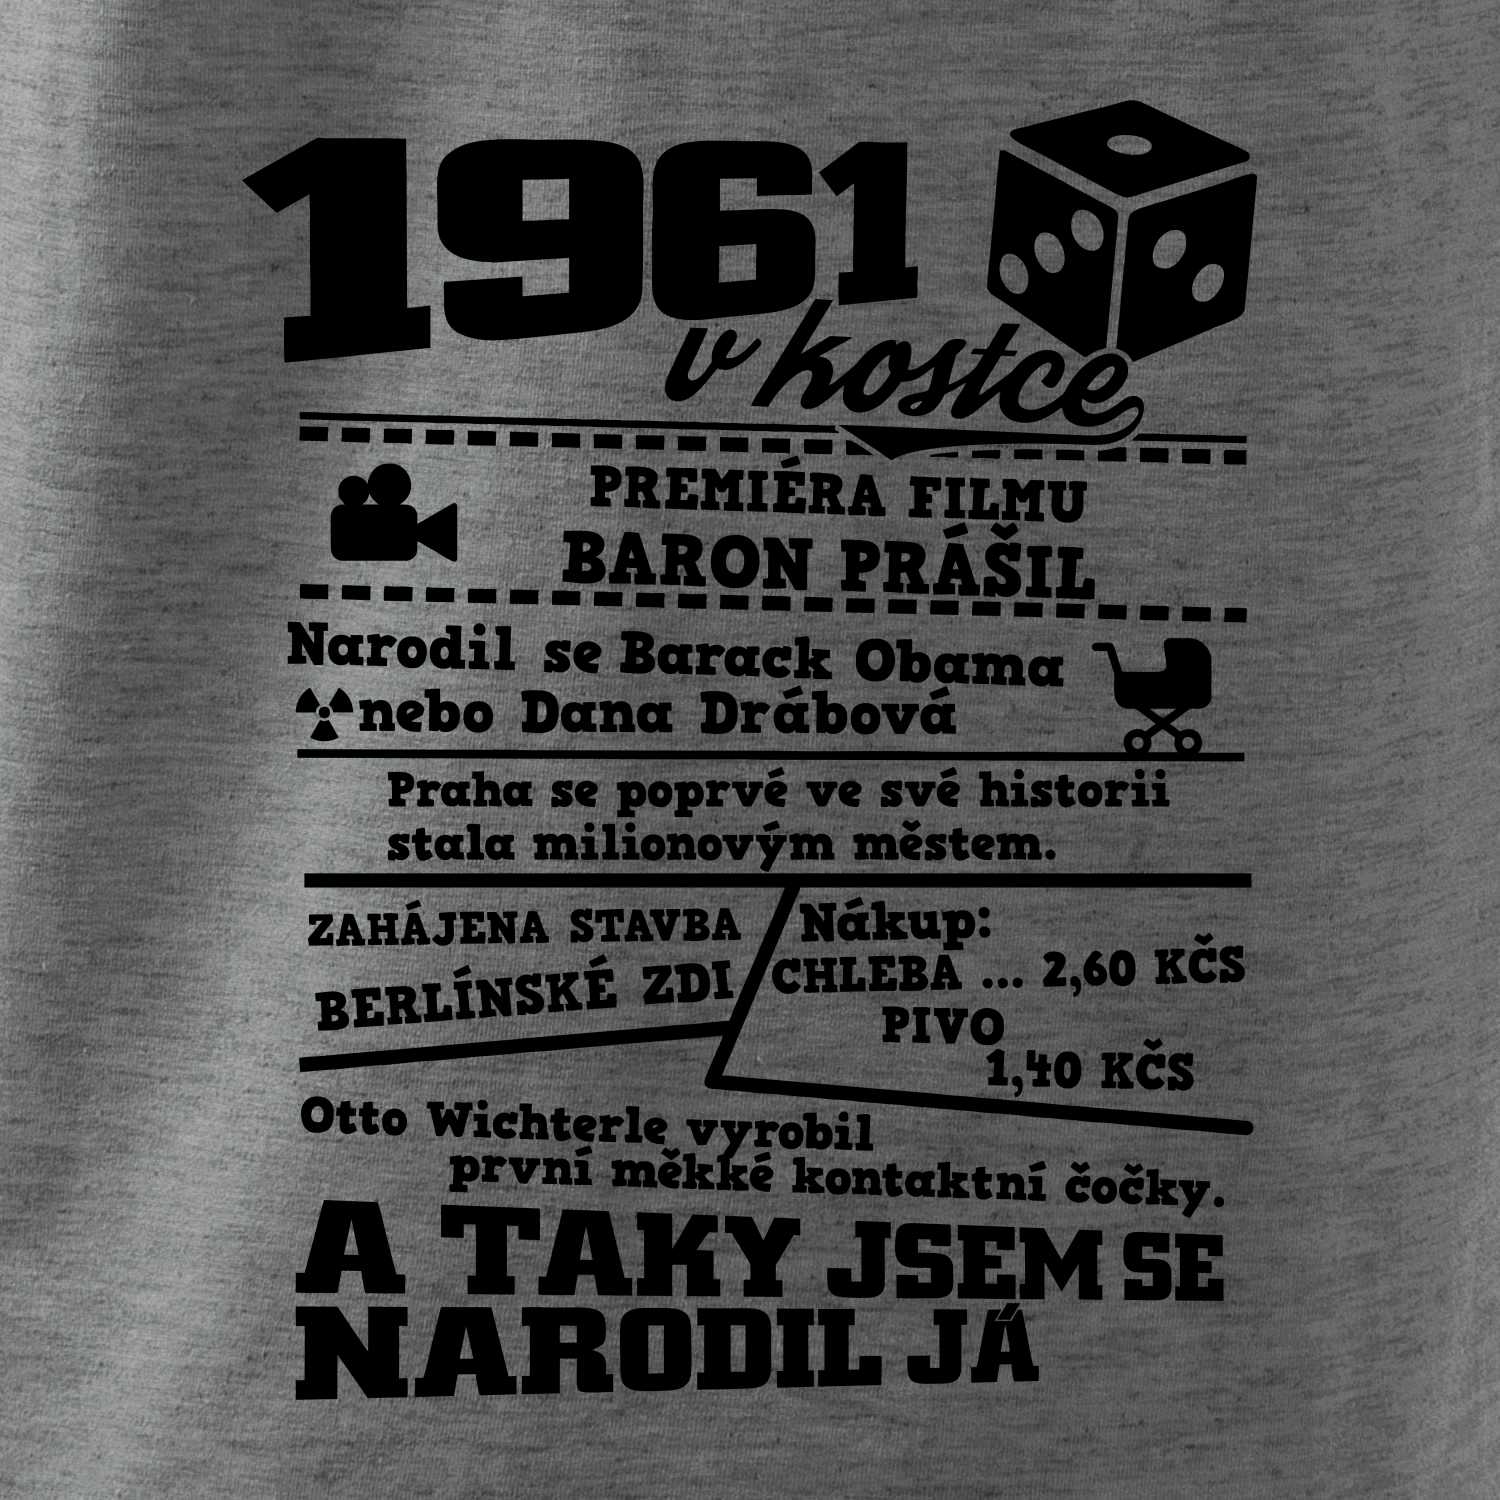 1961
v kostce
PREMIÉRA FILMU
BARON PRÁŠIL
Narodil se Barack Obama
nebo Dana Drábová
Praha se poprvé ve své historii
stala milionovým městem.
ZAHÁJENA STAVBA
BERLÍNSKÉ ZDI
Nákup:
CHLEBA ... 2,60 KČS
PIVO
1,40 KČS
Otto Wichterle vyrobil
první měkké kontaktní čočky.
A TAKY JSEM SE
NARODIL JÁ